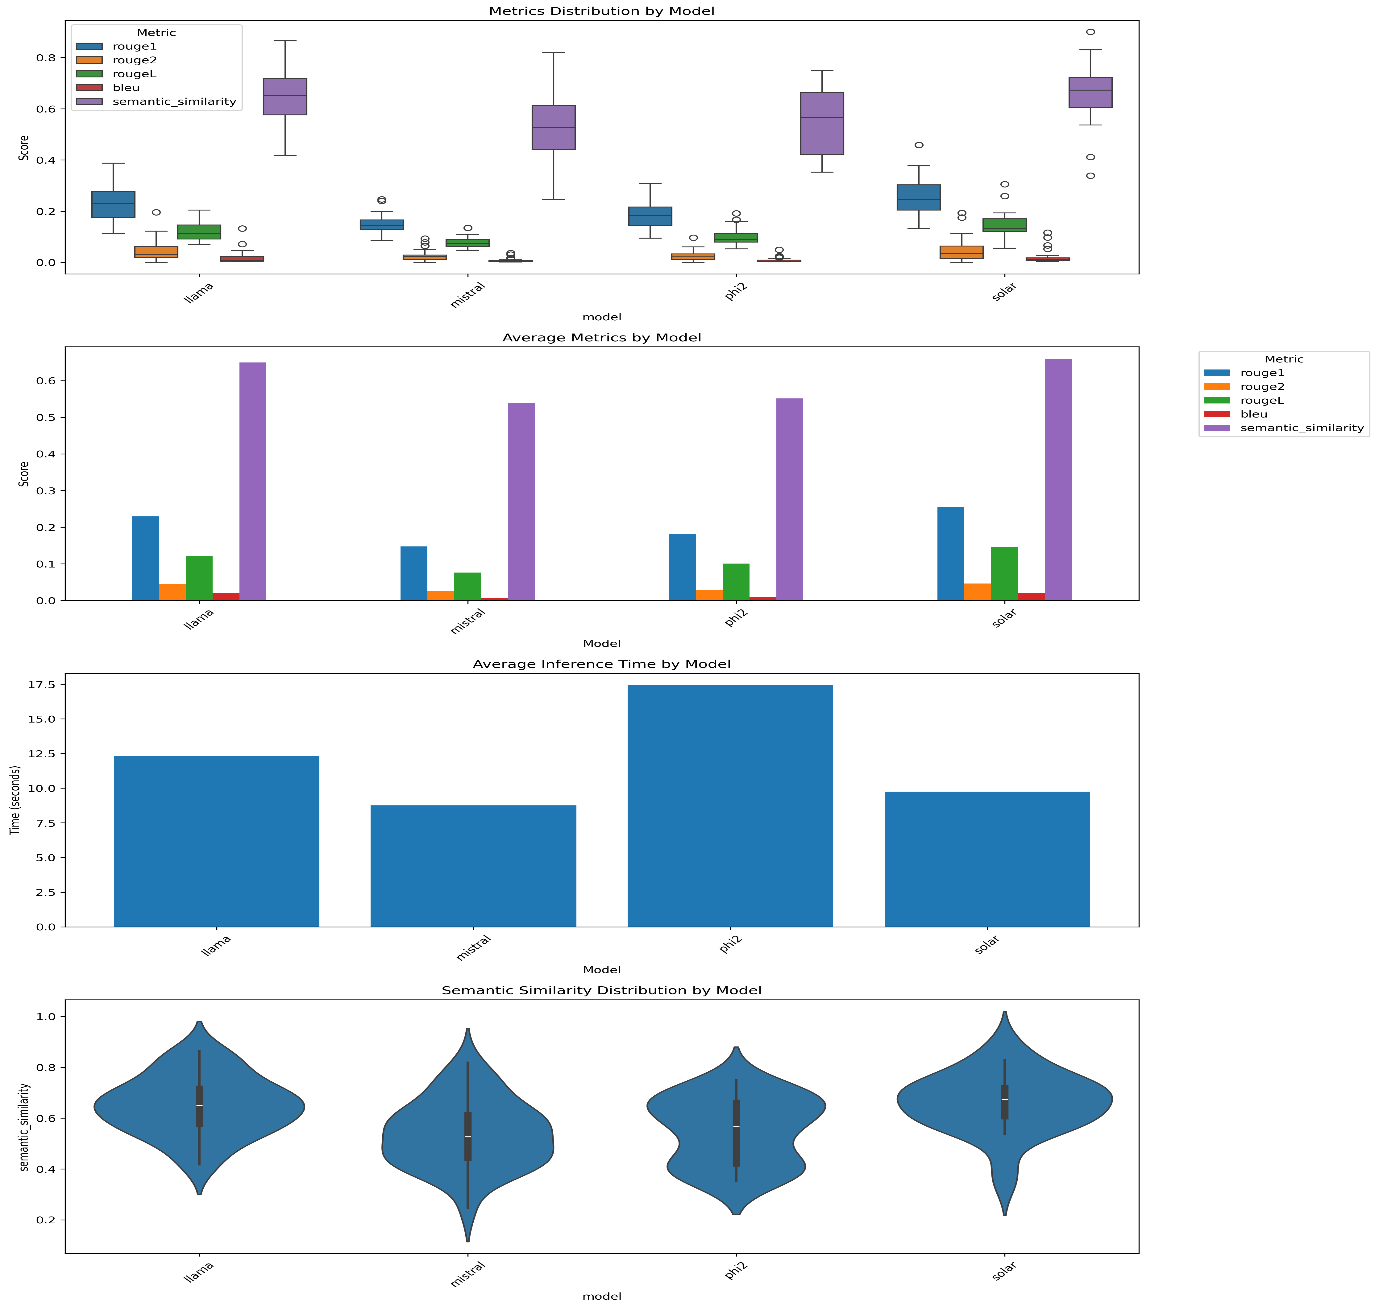 Metrics Distribution by Model
Metric
rouge1
rouge2
rougeL
bleu
semantic_similarity
Score
0.8
0.6
0.4
0.2
0.0
llama
mistral
phi2
solar
model
Average Metrics by Model
Metric
rouge1
rouge2
rougeL
bleu
semantic_similarity
Score
0.6
0.5
0.4
0.3
0.2
0.1
0.0
llama
mistral
phi2
solar
Model
Average Inference Time by Model
Time (seconds)
17.5
15.0
12.5
10.0
7.5
5.0
2.5
0.0
llama
mistral
phi2
solar
Model
Semantic Similarity Distribution by Model
semantic_similarity
1.0
0.8
0.6
0.4
0.2
llama
mistral
phi2
solar
model